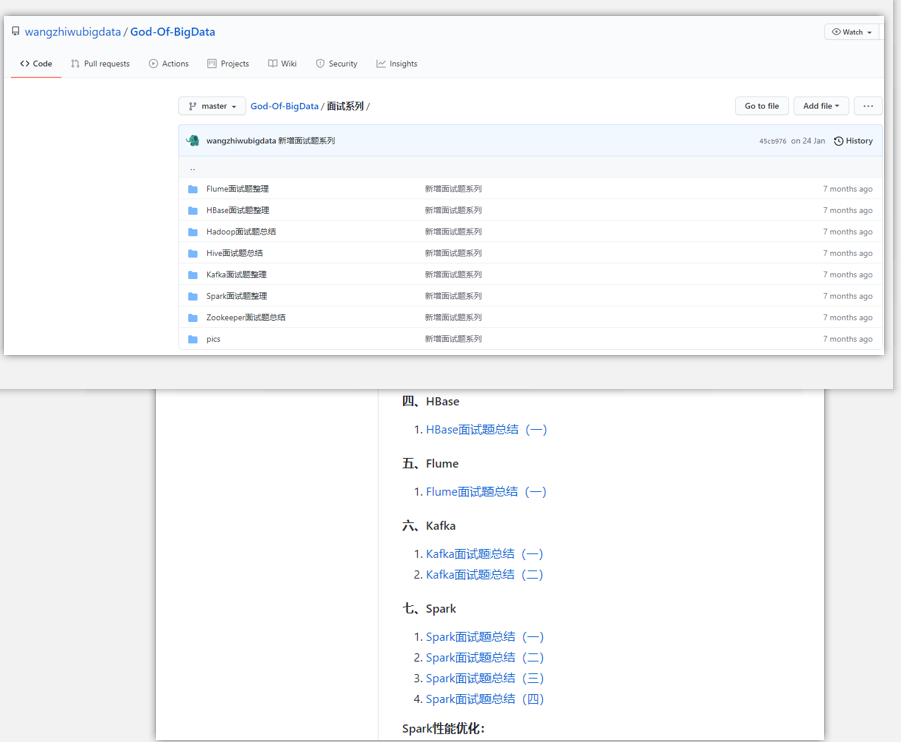 wangzhiwubigdata / God-Of-BigData
Watch
Code Pull requests Actions Projects Wiki Security Insights
master God-Of-BigData / 面试系列 / Go to file Add file ...
wangzhiwubigdata 新增面试题系列 45cb976 on 24 Jan History
..
Flume面试题整理 新增面试题系列 7 months ago
HBase面试题整理 新增面试题系列 7 months ago
Hadoop面试题总结 新增面试题系列 7 months ago
Hive面试题总结 新增面试题系列 7 months ago
Kafka面试题整理 新增面试题系列 7 months ago
Spark面试题整理 新增面试题系列 7 months ago
Zookeeper面试题总结 新增面试题系列 7 months ago
pics 新增面试题系列 7 months ago
四、HBase
1. HBase面试题总结（一）
五、Flume
1. Flume面试题总结（一）
六、Kafka
1. Kafka面试题总结（一）
2. Kafka面试题总结（二）
七、Spark
1. Spark面试题总结（一）
2. Spark面试题总结（二）
3. Spark面试题总结（三）
4. Spark面试题总结（四）
Spark性能优化：